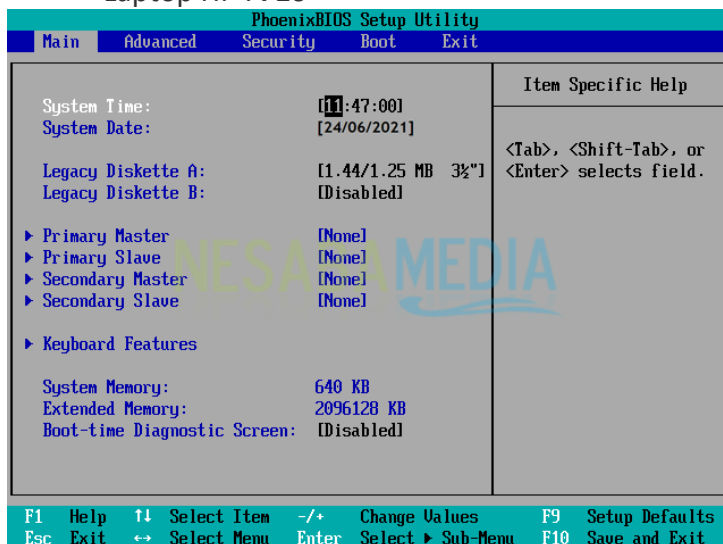 PhoenixBIOS Setup Utility
Main Advanced Security Boot Exit
Item Specific Help
System Time: [11:47:00]
System Date: [24/06/2021]
<Tab>, <Shift-Tab>, or
Legacy Diskette A: [1.44/1.25 MB 3½"] <Enter> selects field.
Legacy Diskette B: [Disabled]
▶ Primary Master [None]
▶ Primary Slave [None]
▶ Secondary Master [None]
▶ Secondary Slave [None]
NESABAMEDIA
▶ Keyboard Features
System Memory: 640 KB
Extended Memory: 2096128 KB
Boot-time Diagnostic Screen: [Disabled]
F1 Help ↑↓ Select Item -/+ Change Values F9 Setup Defaults
Esc Exit ↔ Select Menu Enter Select ▶ Sub-Menu F10 Save and Exit